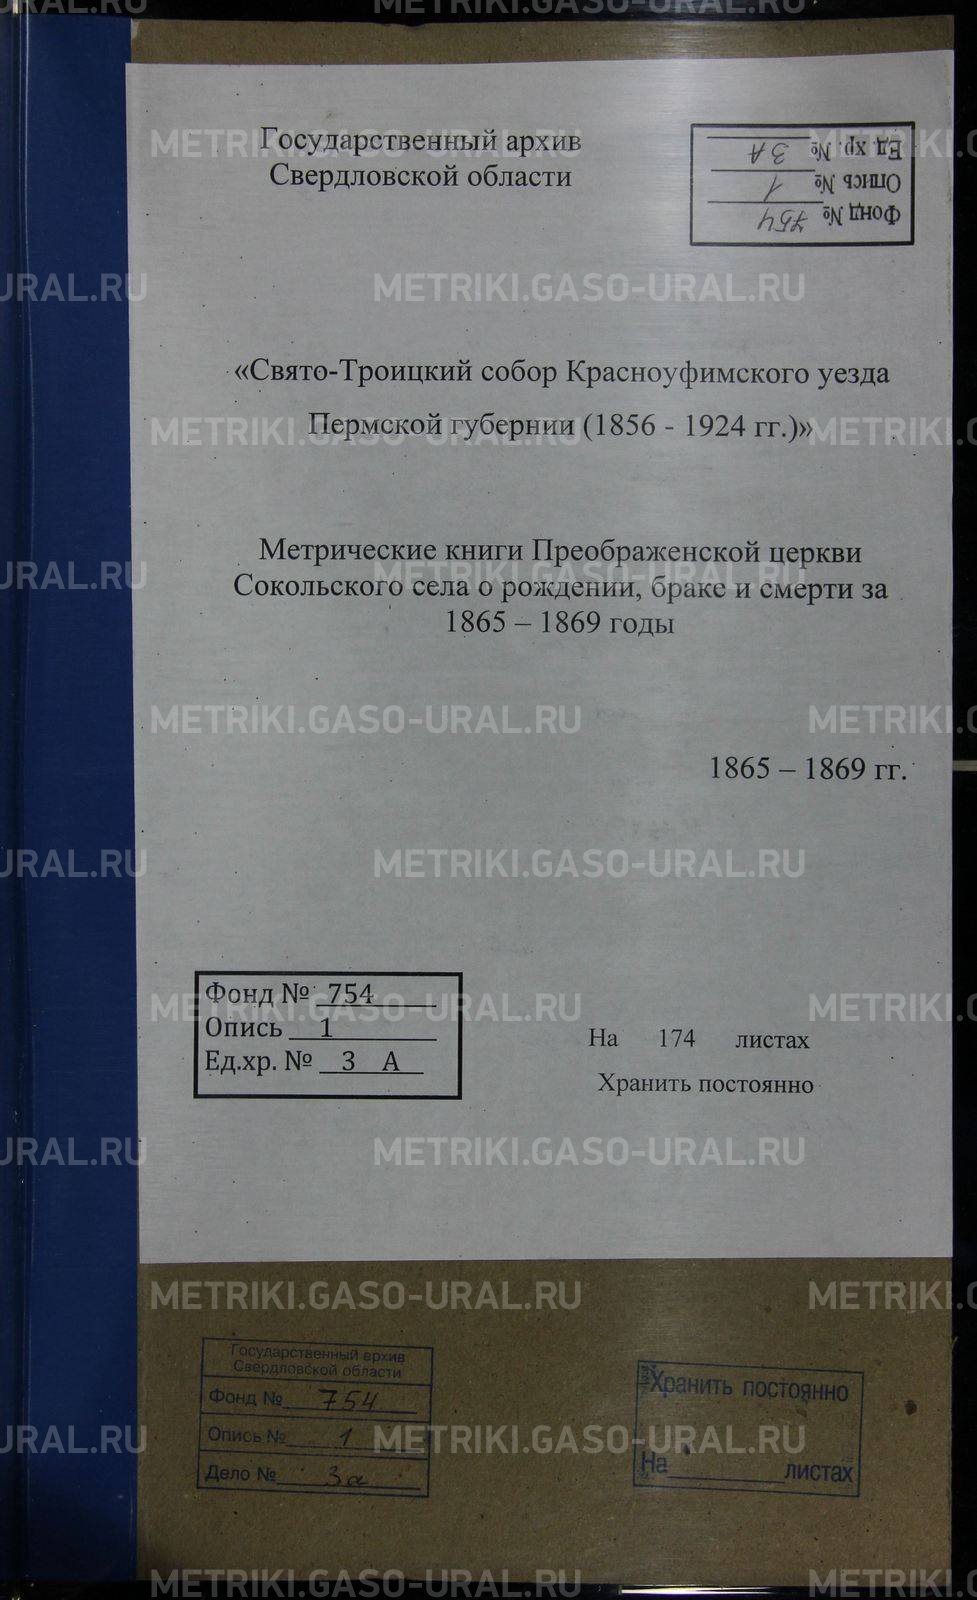 Государственный архив
Свердловской области
Фонд № 754
Опись № 1
Ед. хр. № 3А
«Свято-Троицкий собор Красноуфимского уезда
Пермской губернии (1856 - 1924 гг.)»
Метрические книги Преображенской церкви
Сокольского села о рождении, браке и смерти за
1865 – 1869 годы
1865 – 1869 гг.
Фонд № 754
Опись 1
Ед.хр. № 3 А
На 174 листах
Хранить постоянно
Государственный архив
Свердловской области
Фонд № 754
Опись № 1
Дело № 3а
Хранить постоянно
На листах
METRIKI.GASO-URAL.RU